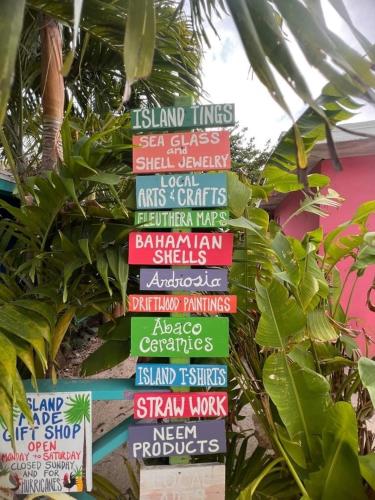 ISLAND TINGS
SEA GLASS
and
SHELL JEWELRY
LOCAL
ARTS & CRAFTS
ELEUTHERA MAPS
BAHAMIAN
SHELLS
Ambrosia
DRIFTWOOD PAINTINGS
Abaco
Ceramics
ISLAND T-SHIRTS
STRAW WORK
NEEM
PRODUCTS
ISLAND
MADE
GIFT SHOP
OPEN
MONDAY to SATURDAY
CLOSED SUNDAY
AND FOR
HURRICANES